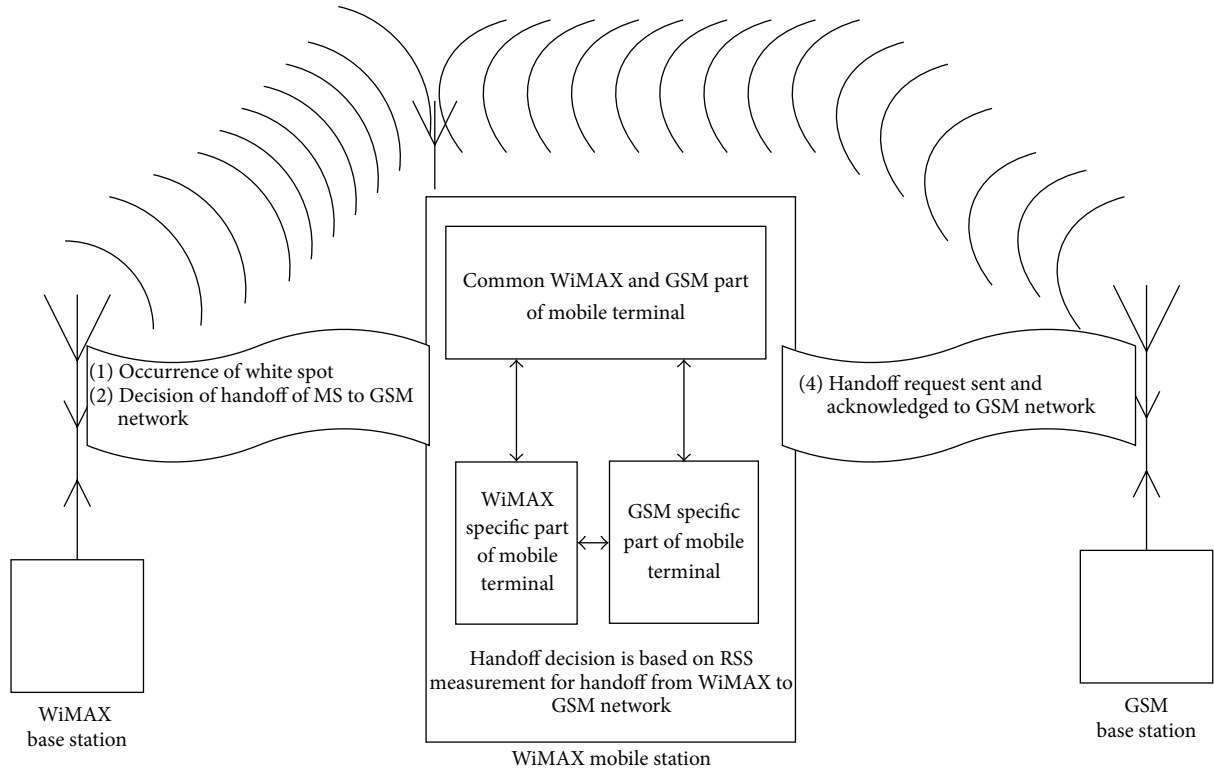 Common WiMAX and GSM part
of mobile terminal
(1) Occurrence of white spot
(2) Decision of handoff of MS to GSM
network
(4) Handoff request sent and
acknowledged to GSM network
WiMAX
specific part
of mobile
terminal
GSM specific
part of mobile
terminal
Handoff decision is based on RSS
measurement for handoff from WiMAX to
GSM network
WiMAX
base station
GSM
base station
WiMAX mobile station